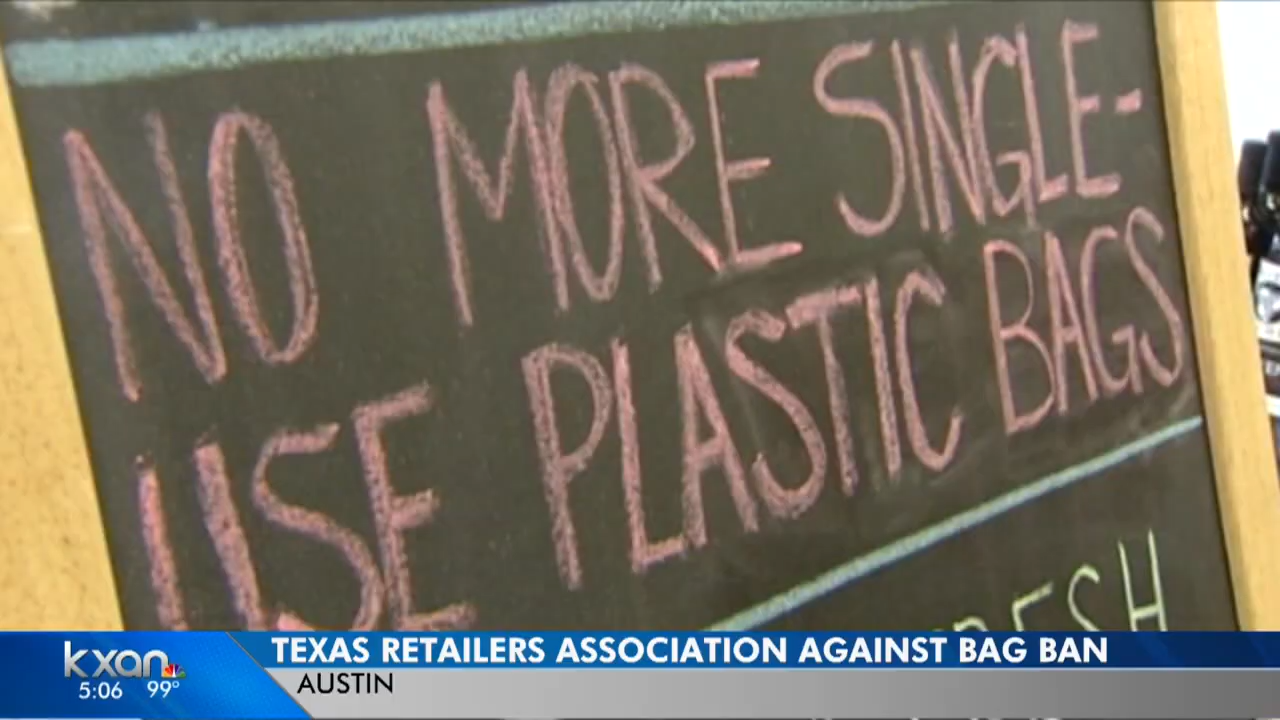 NO MORE SINGLE-
USE PLASTIC BAGS
TEXAS RETAILERS ASSOCIATION AGAINST BAG BAN
kxan
AUSTIN
5:06 99°